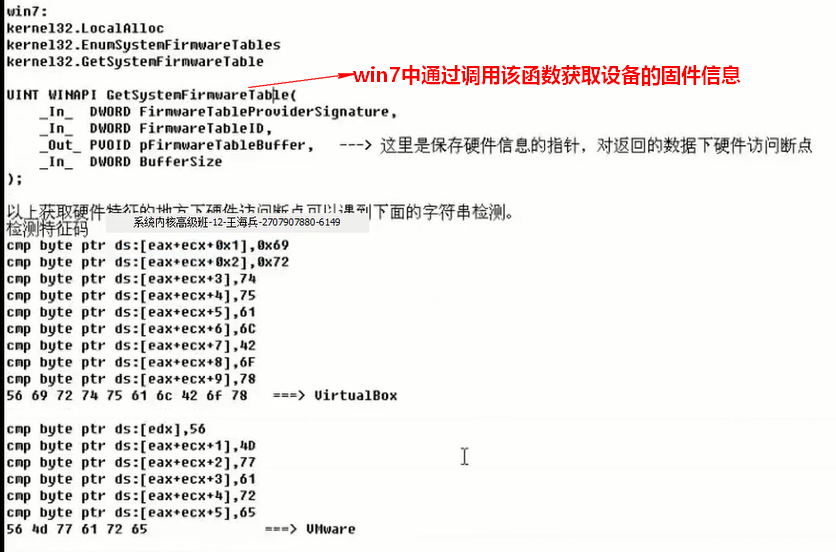 win7:
kernel32.LocalAlloc
kernel32.EnumSystemFirmwareTables
kernel32.GetSystemFirmwareTable
win7中通过调用该函数获取设备的固件信息
UINT WINAPI GetSystemFirmwareTable(
_In_ DWORD FirmwareTableProviderSignature,
_In_ DWORD FirmwareTableID,
_Out_ PVOID pFirmwareTableBuffer, ---> 这里是保存硬件信息的指针，对返回的数据下硬件访问断点
_In_ DWORD BufferSize
);
以上获取硬件特征的地方下硬件访问断点可以遇到下面的字符串检测。
系统内核高级班-12-王海兵-2707907880-6149
检测特征码
cmp byte ptr ds:[eax+ecx+0x1],0x69
cmp byte ptr ds:[eax+ecx+0x2],0x72
cmp byte ptr ds:[eax+ecx+3],74
cmp byte ptr ds:[eax+ecx+4],75
cmp byte ptr ds:[eax+ecx+5],61
cmp byte ptr ds:[eax+ecx+6],6C
cmp byte ptr ds:[eax+ecx+7],42
cmp byte ptr ds:[eax+ecx+8],6F
cmp byte ptr ds:[eax+ecx+9],78
56 69 72 74 75 61 6c 42 6f 78 ===> VirtualBox
cmp byte ptr ds:[edx],56
cmp byte ptr ds:[eax+ecx+1],4D
cmp byte ptr ds:[eax+ecx+2],77
cmp byte ptr ds:[eax+ecx+3],61
cmp byte ptr ds:[eax+ecx+4],72
cmp byte ptr ds:[eax+ecx+5],65
56 4d 77 61 72 65 ===> VMware